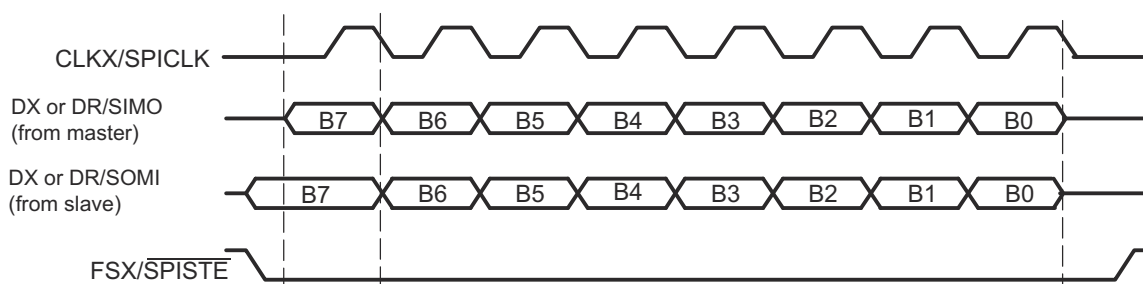 CLKX/SPICLK
DX or DR/SIMO
(from master)
B7 B6 B5 B4 B3 B2 B1 B0
DX or DR/SOMI
(from slave)
B7 B6 B5 B4 B3 B2 B1 B0
FSX/SPISTE